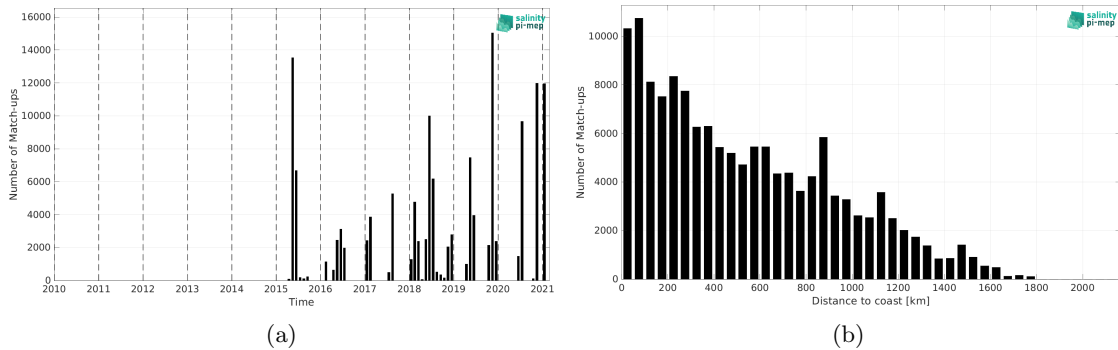 salinity
pi-mep
Number of Match-ups
16000
14000
12000
10000
8000
6000
4000
2000
0
2010 2011 2012 2013 2014 2015 2016 2017 2018 2019 2020 2021
Time
(a)
salinity
pi-mep
Number of Match-ups
10000
8000
6000
4000
2000
0
0 200 400 600 800 1000 1200 1400 1600 1800 2000
Distance to coast [km]
(b)